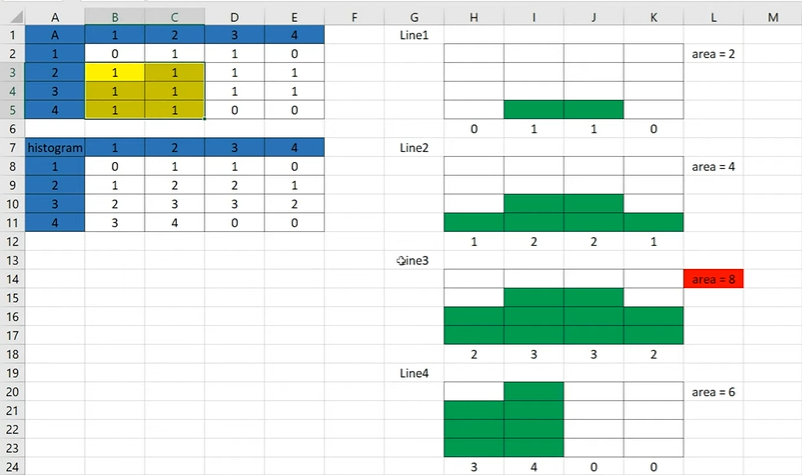 A B C D E F G H I J K L M
1 A 1 2 3 4 Line1
2 1 0 1 1 0 area = 2
3 2 1 1 1 1
4 3 1 1 1 1
5 4 1 1 0 0
6 0 1 1 0
7 histogram 1 2 3 4 Line2
8 1 0 1 1 0 area = 4
9 2 1 2 2 1
10 3 2 3 3 2
11 4 3 4 0 0
12 1 2 2 1
13 Line3
14 area = 8
15
16
17
18 2 3 3 2
19 Line4
20 area = 6
21
22
23
24 3 4 0 0